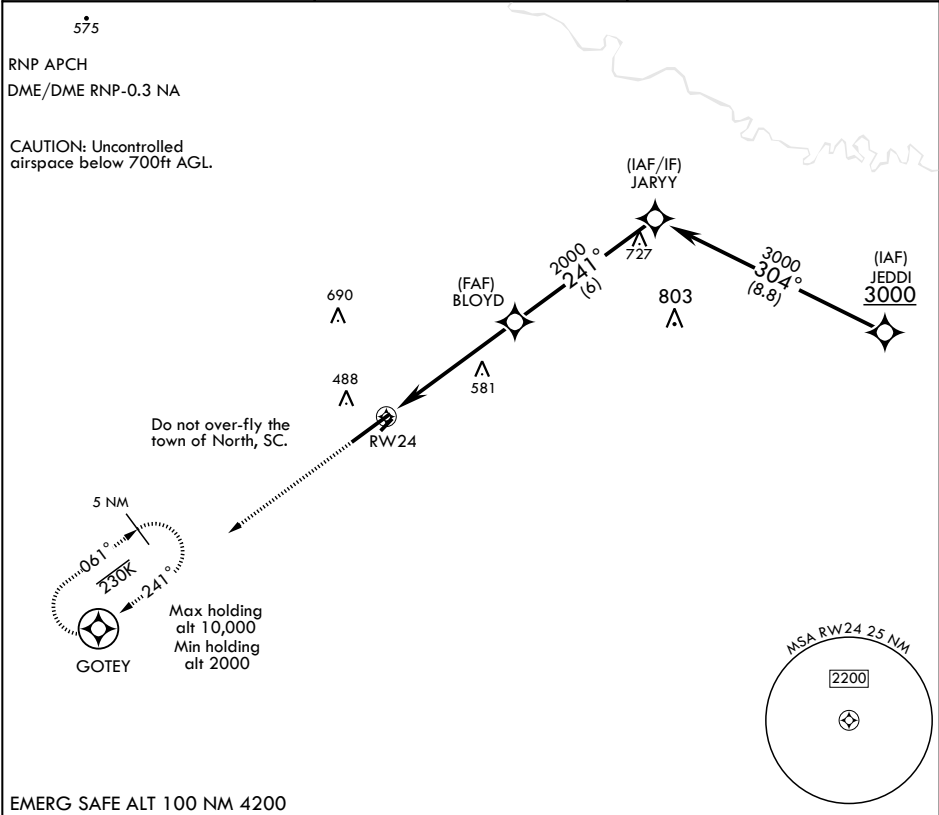 575
RNP APCH
DME/DME RNP-0.3 NA
CAUTION: Uncontrolled
airspace below 700ft AGL.
(IAF/IF)
JARYY
727
2000
241°
(6)
3000
304°
(8.8)
(IAF)
JEDDI
3000
(FAF)
BLOYD
690
803
581
488
Do not over-fly the
town of North, SC.
RW24
5 NM
061°
230K
241°
Max holding
alt 10,000
Min holding
alt 2000
GOTEY
MSA RW24 25 NM
2200
EMERG SAFE ALT 100 NM 4200